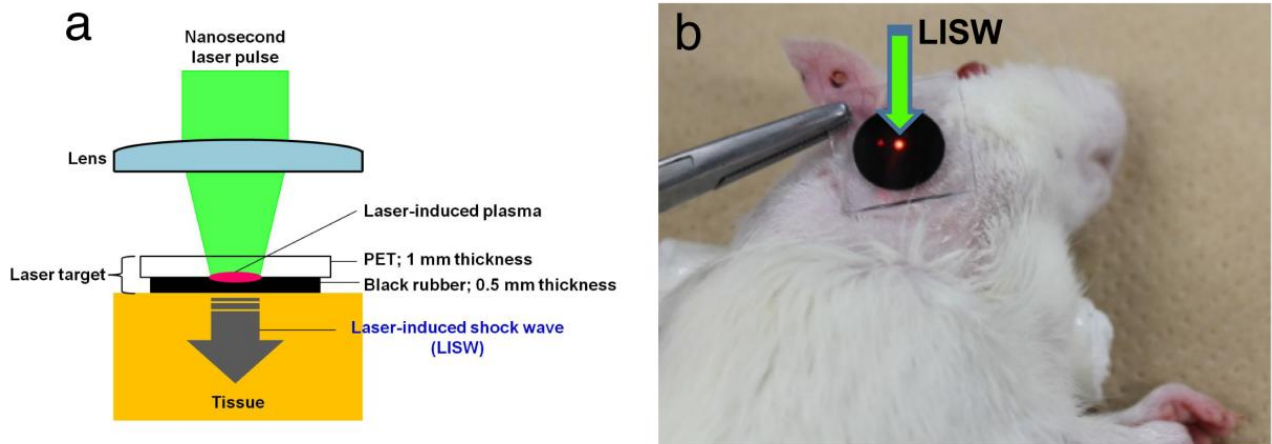 a
Nanosecond
laser pulse
Lens
Laser-induced plasma
Laser target
PET; 1 mm thickness
Black rubber; 0.5 mm thickness
Laser-induced shock wave
(LISW)
Tissue
b
LISW